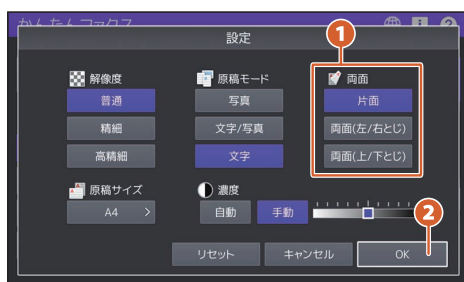 かんたんファクス
設定
1
解像度
原稿モード
両面
普通
写真
片面
精細
文字/写真
両面(左/右とじ)
高精細
文字
両面(上/下とじ)
原稿サイズ
濃度
A4 >
自動
手動
2
リセット
キャンセル
OK